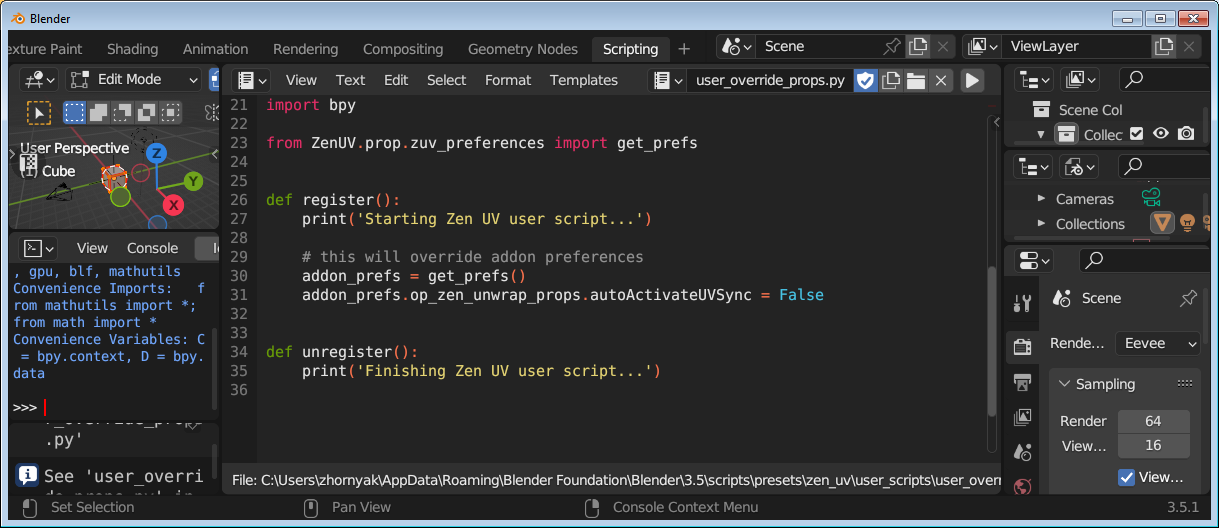 Blender
exture Paint Shading Animation Rendering Compositing Geometry Nodes Scripting + Scene ViewLayer
Edit Mode
View Text Edit Select Format Templates user_override_props.py
User Perspective
(1) Cube
Z
Y
X
View Console
, gpu, blf, mathutils
Convenience Imports: f
rom mathutils import *;
from math import *
Convenience Variables: C
= bpy.context, D = bpy.
data
>>>
.py'
See 'user_overri
21 import bpy
22
23 from ZenUV.prop.zuv_preferences import get_prefs
24
25
26 def register():
27 print('Starting Zen UV user script...')
28
29 # this will override addon preferences
30 addon_prefs = get_prefs()
31 addon_prefs.op_zen_unwrap_props.autoActivateUVSync = False
32
33
34 def unregister():
35 print('Finishing Zen UV user script...')
36
File: C:\Users\zhornyak\AppData\Roaming\Blender Foundation\Blender\3.5\scripts\presets\zen_uv\user_scripts\user_overr
Scene Col
Collec
Cameras
Collections
Scene
Rende... Eevee
Sampling
Render 64
View... 16
View...
Set Selection Pan View Console Context Menu 3.5.1